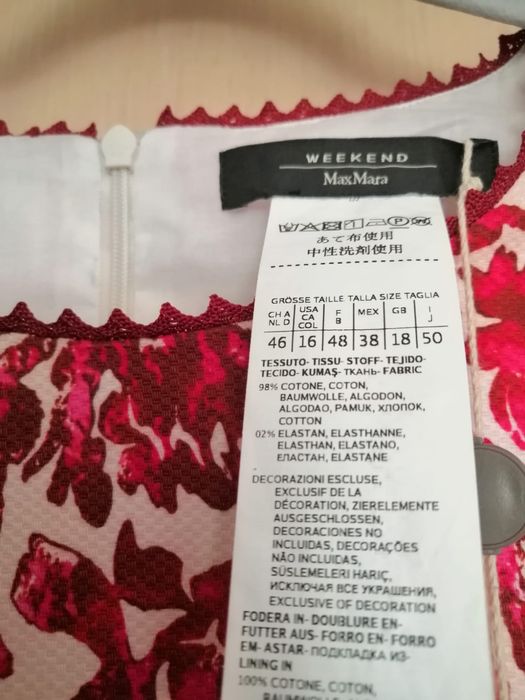 WEEKEND
MaxMara
あて布使用
中性洗剤使用
GRÖSSE TAILLE TALLA SIZE TAGLIA
CH A NL D USA CA COL F B MEX GB I J
46 16 48 38 18 50
TESSUTO- TISSU- STOFF- TEJIDO-
TECIDO- KUMAŞ- ТКАНЬ- FABRIC
98% COTONE, COTON,
BAUMWOLLE, ALGODON,
ALGODAO, PAMUK, ХЛОПОК,
COTTON
02% ELASTAN, ELASTHANNE,
ELASTHAN, ELASTANO,
ЕЛАСТАН, ELASTANE
DECORAZIONI ESCLUSE,
EXCLUSIF DE LA
DÉCORATION, ZIERELEMENTE
AUSGESCHLOSSEN,
DECORACIONES NO
INCLUIDAS, DECORAÇÕES
NÃO INCLUIDAS,
SÜSLEMELERI HARIÇ,
ИСКЛЮЧАЯ ВСЕ УКРАШЕНИЯ,
EXCLUSIVE OF DECORATION
FODERA IN- DOUBLURE EN-
FUTTER AUS- FORRO EN- FORRO
EM- ASTAR- ПОДКЛАДКА ИЗ-
LINING IN
100% COTONE, COTON,
BAUMWOLLE, ALGODON,